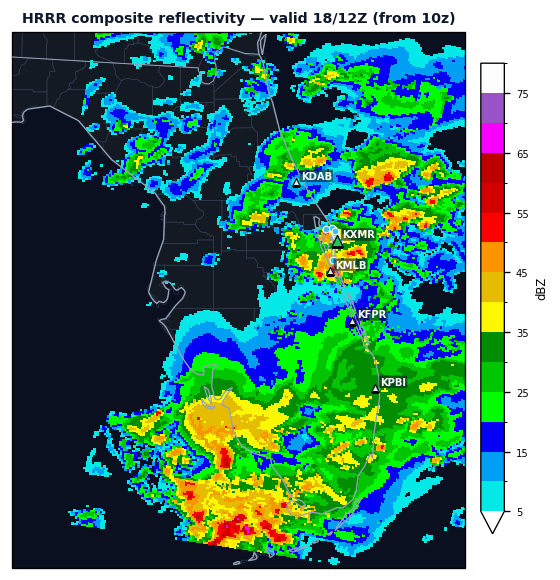 HRRR composite reflectivity — valid 18/12Z (from 10z)
KDAB
KXMR
KMLB
KFPR
KPBI
75
65
55
45
35
25
15
5
dBZ